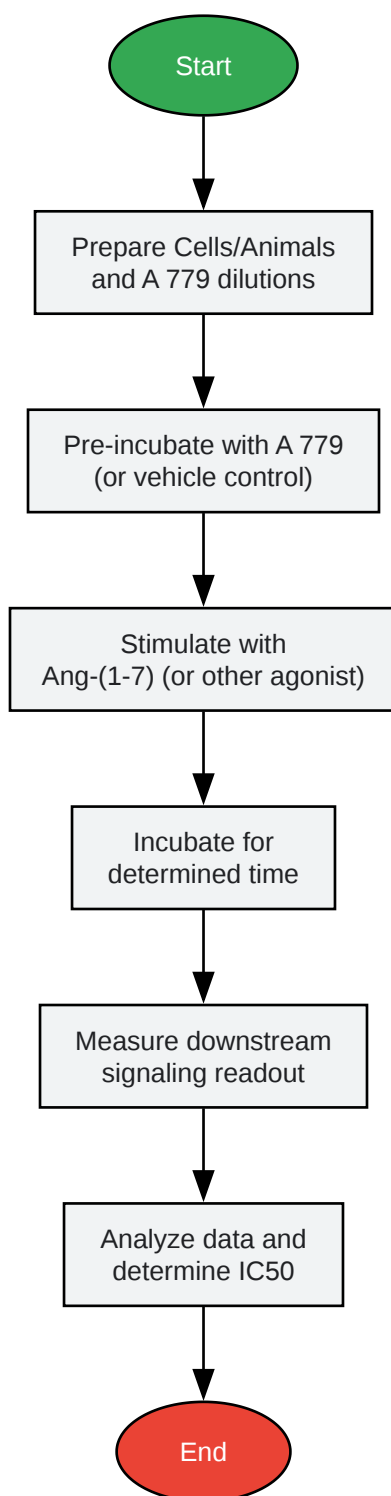 Start
Prepare Cells/Animals
and A 779 dilutions
Pre-incubate with A 779
(or vehicle control)
Stimulate with
Ang-(1-7) (or other agonist)
Incubate for
determined time
Measure downstream
signaling readout
Analyze data and
determine IC50
End